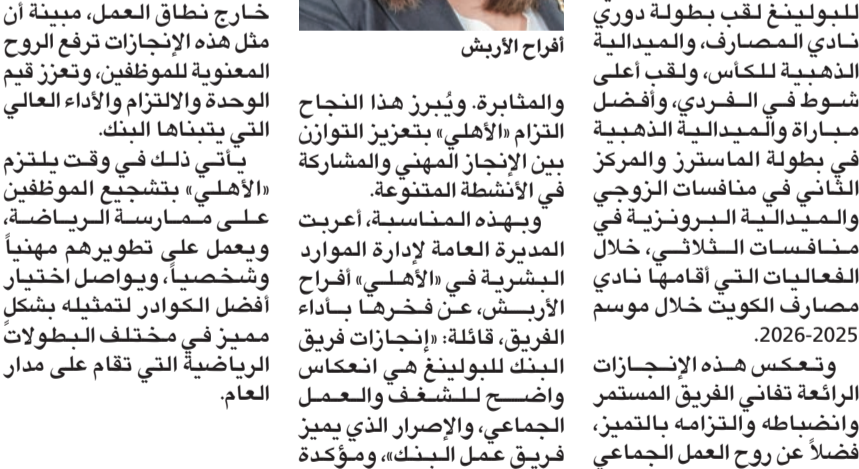 للبولينغ لقب بطولة دوري
نادي المصارف، والميدالية
الذهبية للكأس، ولقب أعلى
شوط في الفردي، وأفضل
مباراة والميدالية الذهبية
في بطولة الماسترز والمركز
الثاني في منافسات الزوجي
والميدالية البرونزية في
منافسات الثلاثي، خلال
الفعاليات التي أقامها نادي
مصارف الكويت خلال موسم
2025-2026.
وتعكس هذه الإنجازات
الرائعة تفاني الفريق المستمر
وانضباطه والتزامه بالتميز،
فضلاً عن روح العمل الجماعي
أفراح الأربش
والمثابرة. ويُبرز هذا النجاح
التزام «الأهلي» بتعزيز التوازن
بين الإنجاز المهني والمشاركة
في الأنشطة المتنوعة.
وبهذه المناسبة، أعربت
المديرة العامة لإدارة الموارد
البشرية في «الأهلي» أفراح
الأربش، عن فخرها بأداء
الفريق، قائلة: «إنجازات فريق
البنك للبولينغ هي انعكاس
واضح للشغف والعمل
الجماعي، والإصرار الذي يميز
فريق عمل البنك»، ومؤكدة
خارج نطاق العمل، مبينة أن
مثل هذه الإنجازات ترفع الروح
المعنوية للموظفين، وتعزز قيم
الوحدة والالتزام والأداء العالي
التي يتبناها البنك.
يأتي ذلك في وقت يلتزم
«الأهلي» بتشجيع الموظفين
على ممارسة الرياضة،
ويعمل على تطويرهم مهنياً
وشخصياً، ويواصل اختيار
أفضل الكوادر لتمثيله بشكلٍ
مميز في مختلف البطولات
الرياضية التي تقام على مدار
العام.